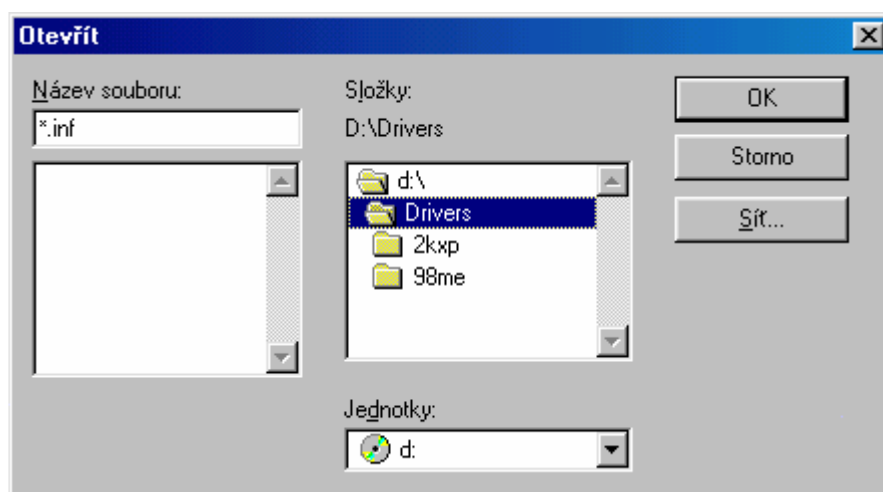 Otevřít
Název souboru:
*.inf
Složky:
D:\Drivers
d:\
Drivers
2kxp
98me
Jednotky:
d:
OK
Storno
Síť...